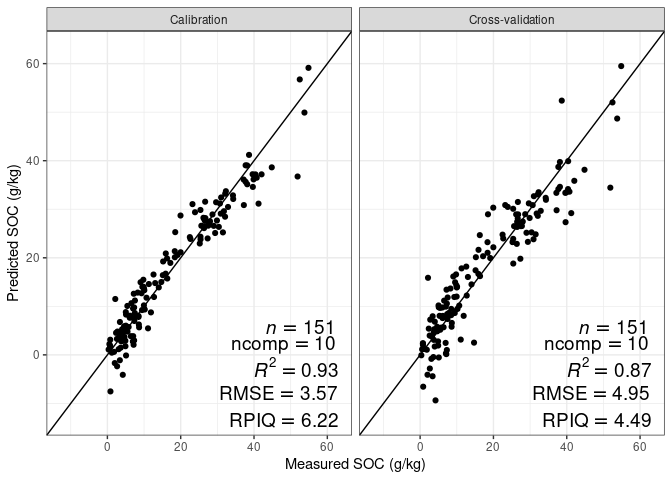 Calibration
Cross-validation
Predicted SOC (g/kg)
60
40
20
0
n = 151
ncomp = 10
R² = 0.93
RMSE = 3.57
RPIQ = 6.22
n = 151
ncomp = 10
R² = 0.87
RMSE = 4.95
RPIQ = 4.49
0 20 40 60
0 20 40 60
Measured SOC (g/kg)